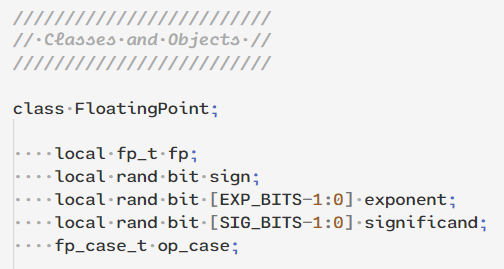 /////////////////////////
// Classes and Objects //
/////////////////////////
class FloatingPoint;
local fp_t fp;
local rand bit sign;
local rand bit [EXP_BITS-1:0] exponent;
local rand bit [SIG_BITS-1:0] significand;
fp_case_t op_case;